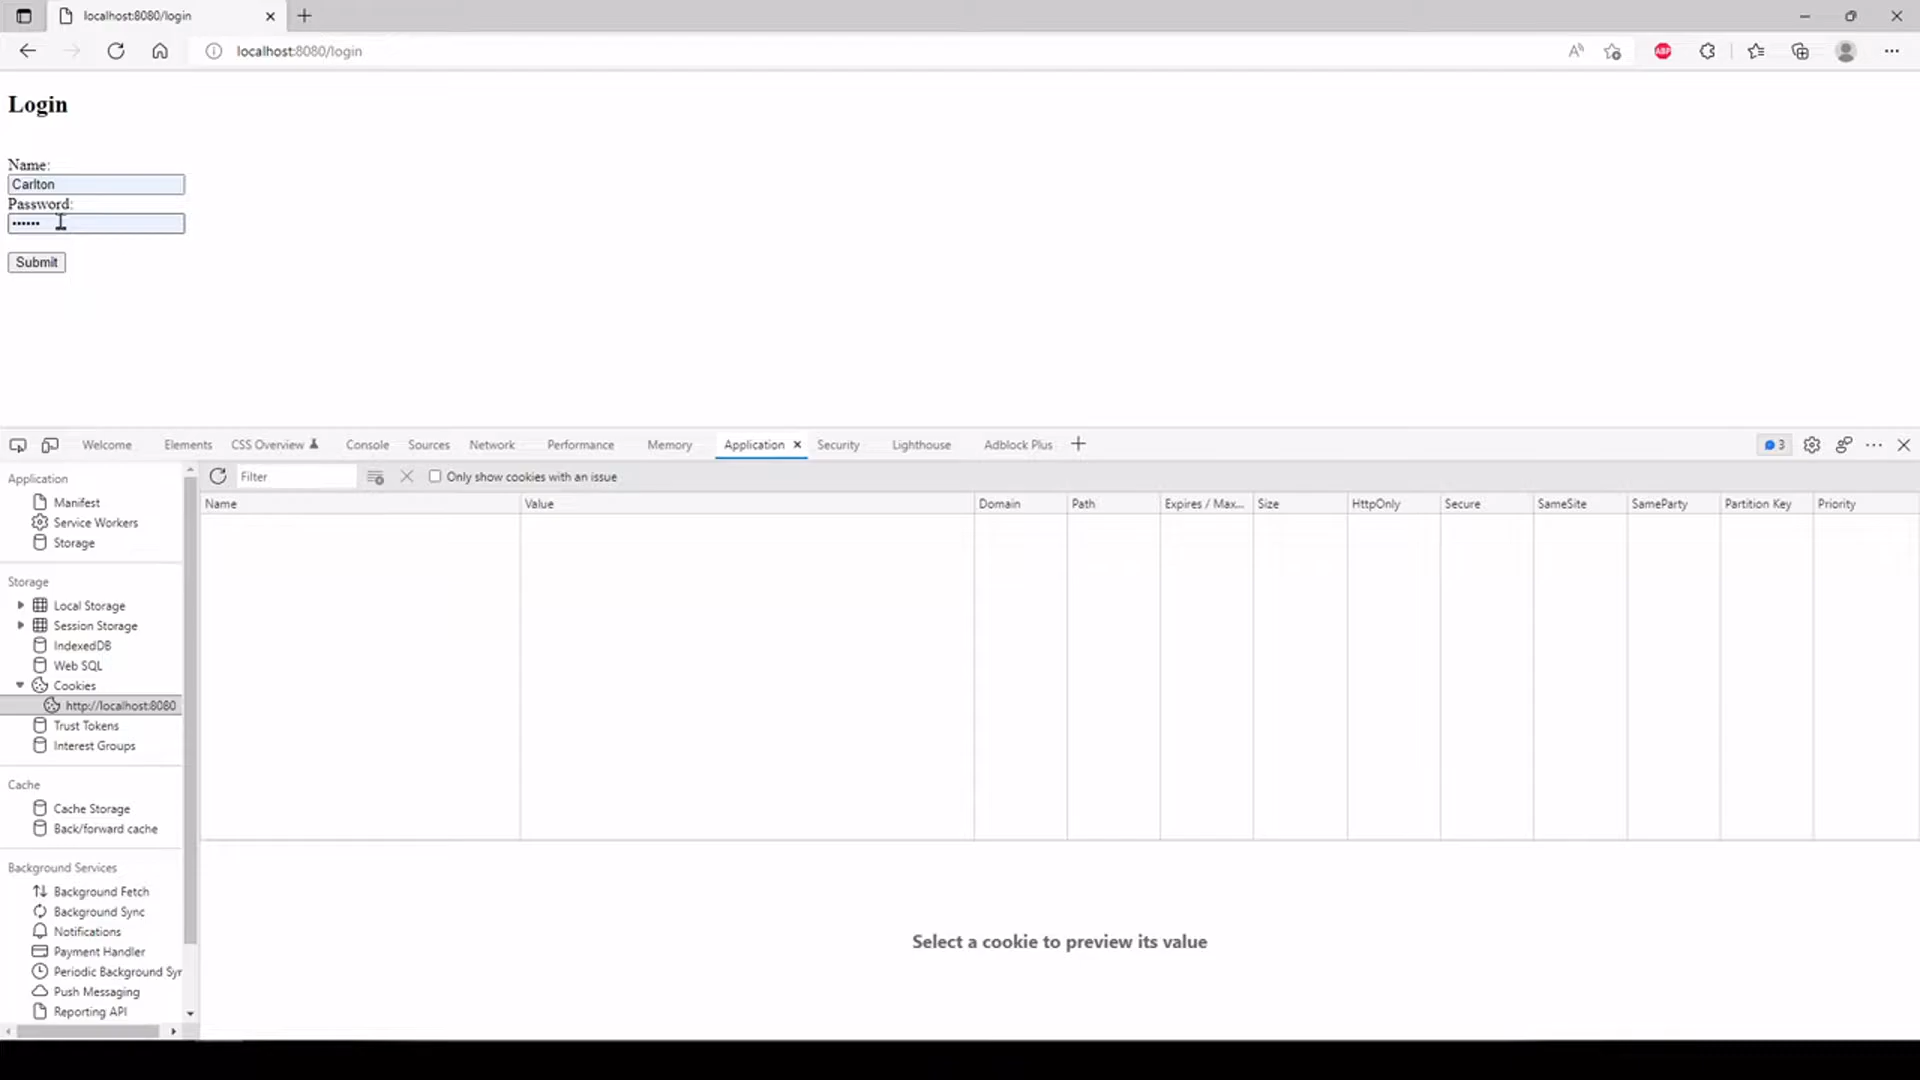 localhost:8080/login
localhost:8080/login
ABP
Login
Name:
Carlton
Password:
••••••
Submit
Welcome Elements CSS Overview Console Sources Network Performance Memory Application Security Lighthouse Adblock Plus 3
Application
Manifest
Service Workers
Storage
Storage
Local Storage
Session Storage
IndexedDB
Web SQL
Cookies
http://localhost:8080
Trust Tokens
Interest Groups
Cache
Cache Storage
Back/forward cache
Background Services
Background Fetch
Background Sync
Notifications
Payment Handler
Periodic Background Syn
Push Messaging
Reporting API
Filter Only show cookies with an issue
Name Value Domain Path Expires / Max... Size HttpOnly Secure SameSite SameParty Partition Key Priority
Select a cookie to preview its value